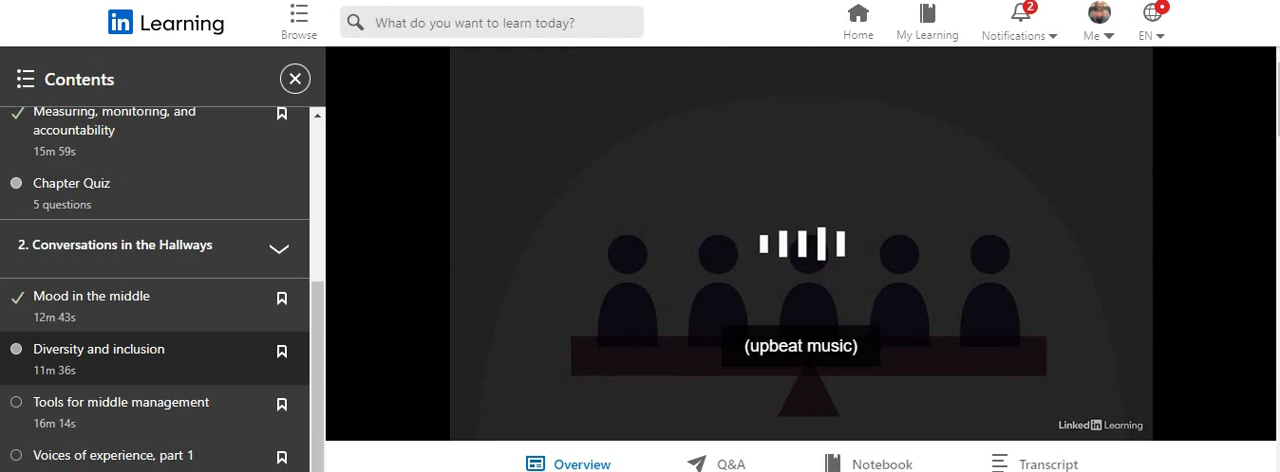 in Learning
Browse
What do you want to learn today?
Home
My Learning
2
Notifications
Me
EN
Contents
Measuring, monitoring, and
accountability
15m 59s
Chapter Quiz
5 questions
2. Conversations in the Hallways
Mood in the middle
12m 43s
Diversity and inclusion
11m 36s
Tools for middle management
16m 14s
Voices of experience, part 1
(upbeat music)
Linked in Learning
Overview
Q&A
Notebook
Transcript